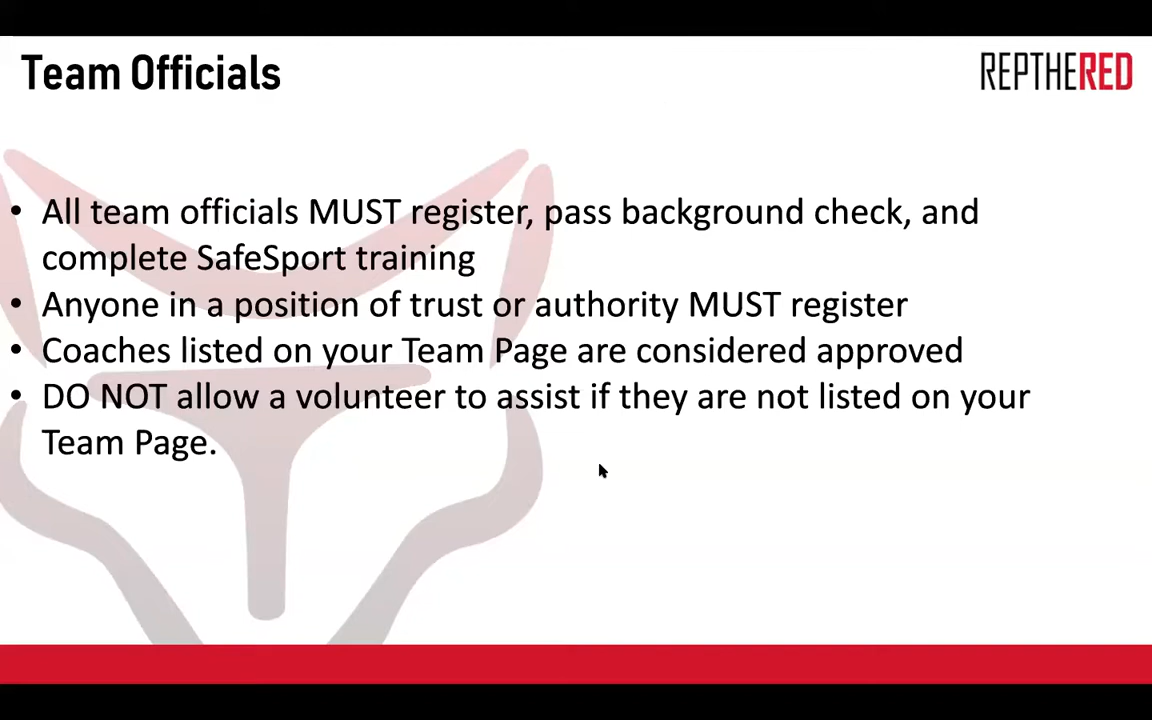 Team Officials
REPTHERED
• All team officials MUST register, pass background check, and
complete SafeSport training
• Anyone in a position of trust or authority MUST register
• Coaches listed on your Team Page are considered approved
• DO NOT allow a volunteer to assist if they are not listed on your
Team Page.